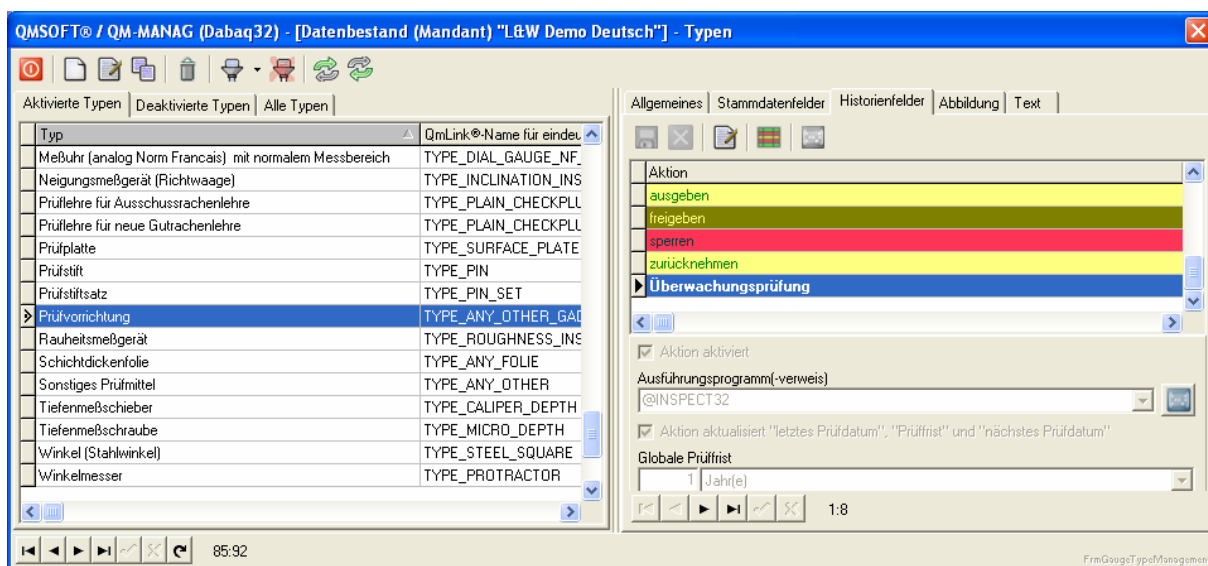 QMSOFT® / QM-MANAG (Dabaq32) - [Datenbestand (Mandant) "L&W Demo Deutsch"] - Typen
Aktivierte Typen Deaktivierte Typen Alle Typen
Typ QmLink®-Name für eindeu
Meßuhr (analog Norm Francais) mit normalem Messbereich TYPE_DIAL_GAUGE_NF_
Neigungsmeßgerät (Richtwaage) TYPE_INCLINATION_INS
Prüflehre für Ausschussrachenlehre TYPE_PLAIN_CHECKPLU
Prüflehre für neue Gutrachenlehre TYPE_PLAIN_CHECKPLU
Prüfplatte TYPE_SURFACE_PLATE
Prüfstift TYPE_PIN
Prüfstiftsatz TYPE_PIN_SET
Prüfvorrichtung TYPE_ANY_OTHER_GAD
Rauheitsmeßgerät TYPE_ROUGHNESS_INS
Schichtdickenfolie TYPE_ANY_FOLIE
Sonstiges Prüfmittel TYPE_ANY_OTHER
Tiefenmeßschieber TYPE_CALIPER_DEPTH
Tiefenmeßschraube TYPE_MICRO_DEPTH
Winkel (Stahlwinkel) TYPE_STEEL_SQUARE
Winkelmesser TYPE_PROTRACTOR
85:92
Allgemeines Stammdatenfelder Historienfelder Abbildung Text
Aktion
ausgeben
freigeben
sperren
zurücknehmen
Überwachungsprüfung
Aktion aktiviert
Ausführungsprogramm(-verweis)
@INSPECT32
Aktion aktualisiert "letztes Prüfdatum", "Prüffrist" und "nächstes Prüfdatum"
Globale Prüffrist
1 Jahr(e)
1:8
FrmGaugeTypeManagemen